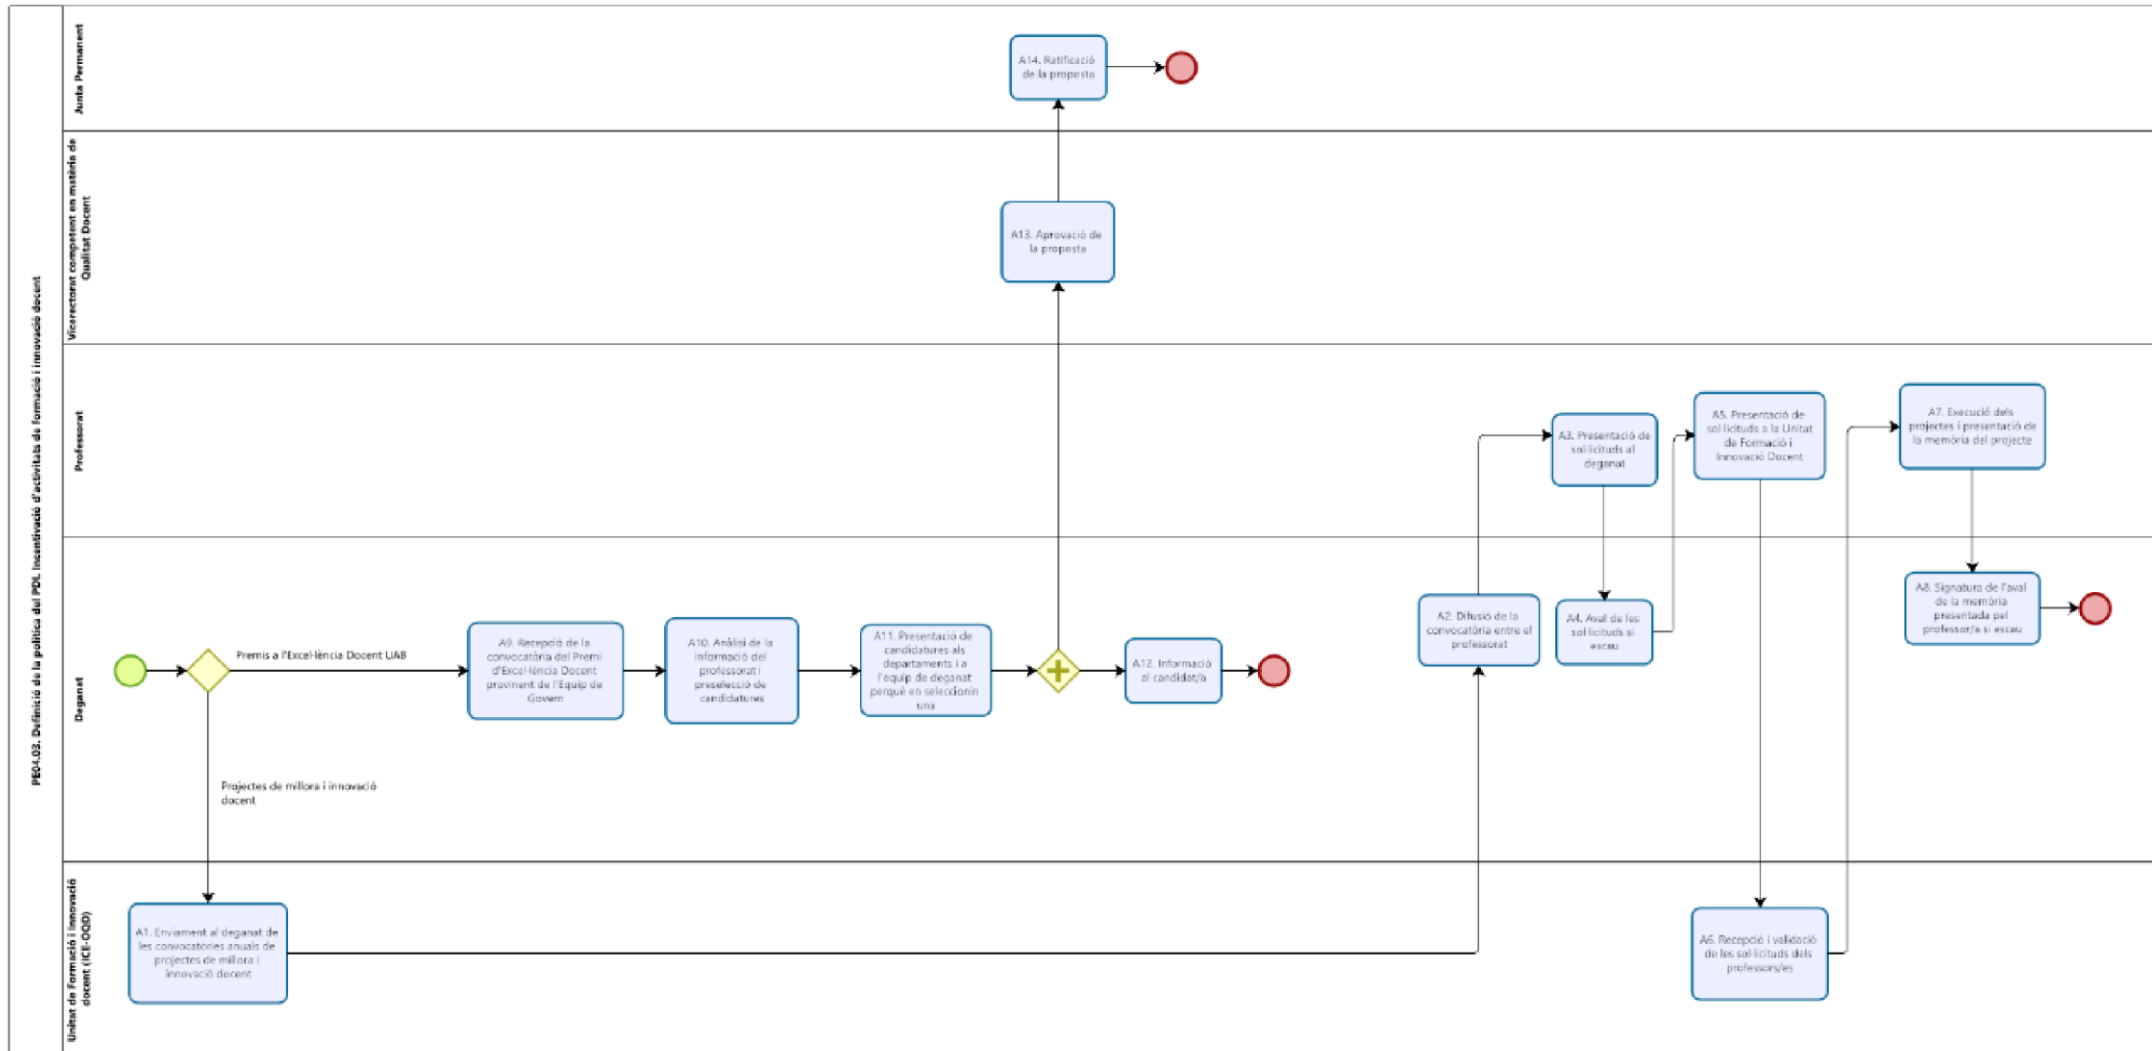 PE04.03. Definició de la política del PDI. Incentivació d'activitats de formació i innovació docent
Junta Permanent
A14. Ratificació
de la proposta
Vicerectorat competent en matèria de
Qualitat Docent
A13. Aprovació de
la proposta
Professorat
A3. Presentació de
sol·licituds al
deganat
A5. Presentació de
sol·licituds a la Unitat
de Formació i
Innovació Docent
A7. Execució dels
projectes i presentació de
la memòria del projecte
Deganat
Premis a l'Excel·lència Docent UAB
Projectes de millora i innovació
docent
A9. Recepció de la
convocatòria del Premi
d'Excel·lència Docent
provinent de l'Equip de
Govern
A10. Anàlisi de la
informació del
professorat i
preselecció de
candidatures
A11. Presentació de
candidatures als
departaments i a
l'equip de deganat
perquè en seleccionin
una
A12. Informació
al candidat/a
A2. Difusió de la
convocatòria entre el
professorat
A4. Aval de les
sol·licituds si
escau
A8. Signatura de l'aval
de la memòria
presentada pel
professor/a si escau
Unitat de Formació i innovació
docent (ICE-OQD)
A1. Enviament al deganat de
les convocatòries anuals de
projectes de millora i
innovació docent
A6. Recepció i validació
de les sol·licituds dels
professors/es